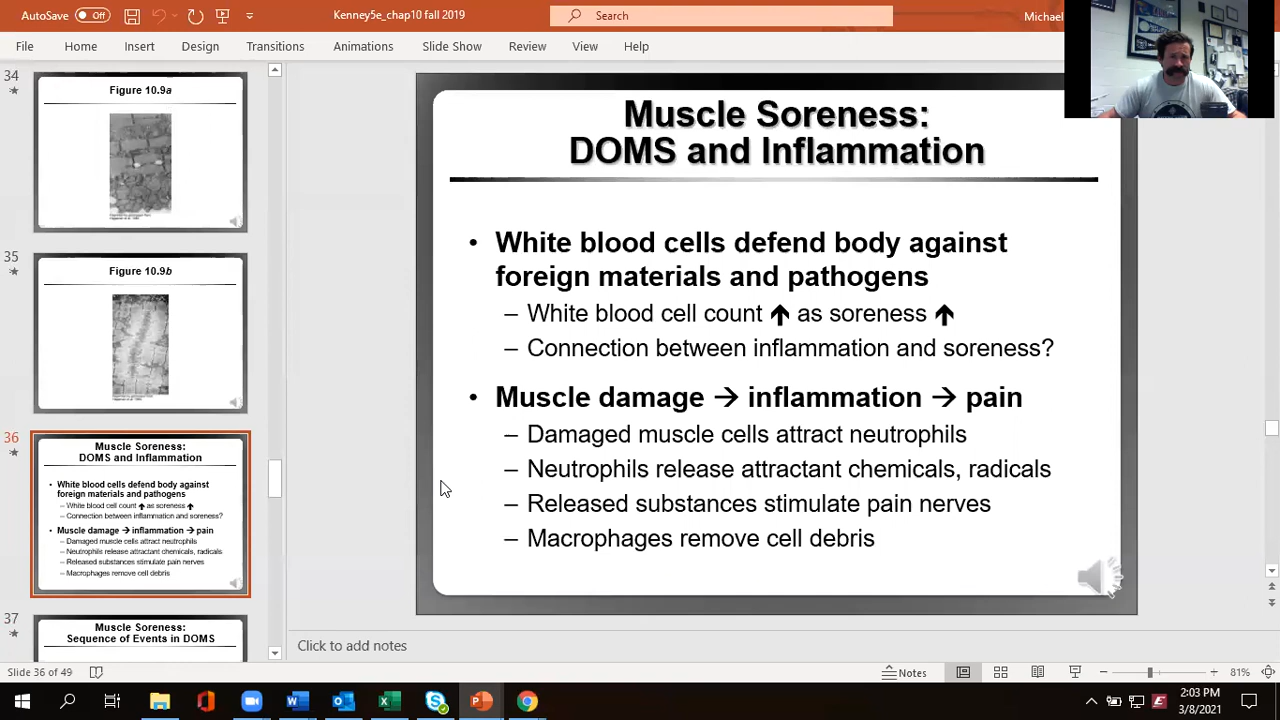 AutoSave Off
Kenney5e_chap10 fall 2019
Search
Michael
File Home Insert Design Transitions Animations Slide Show Review View Help
34
Figure 10.9a
35
Figure 10.9b
36
Muscle Soreness:
DOMS and Inflammation
• White blood cells defend body against
foreign materials and pathogens
– White blood cell count ↑ as soreness ↑
– Connection between inflammation and soreness?
• Muscle damage → inflammation → pain
– Damaged muscle cells attract neutrophils
– Neutrophils release attractant chemicals, radicals
– Released substances stimulate pain nerves
– Macrophages remove cell debris
37
Muscle Soreness:
Sequence of Events in DOMS
Muscle Soreness:
DOMS and Inflammation
• White blood cells defend body against
foreign materials and pathogens
– White blood cell count ↑ as soreness ↑
– Connection between inflammation and soreness?
• Muscle damage → inflammation → pain
– Damaged muscle cells attract neutrophils
– Neutrophils release attractant chemicals, radicals
– Released substances stimulate pain nerves
– Macrophages remove cell debris
Click to add notes
Slide 36 of 49
Notes
81%
2:03 PM
3/8/2021